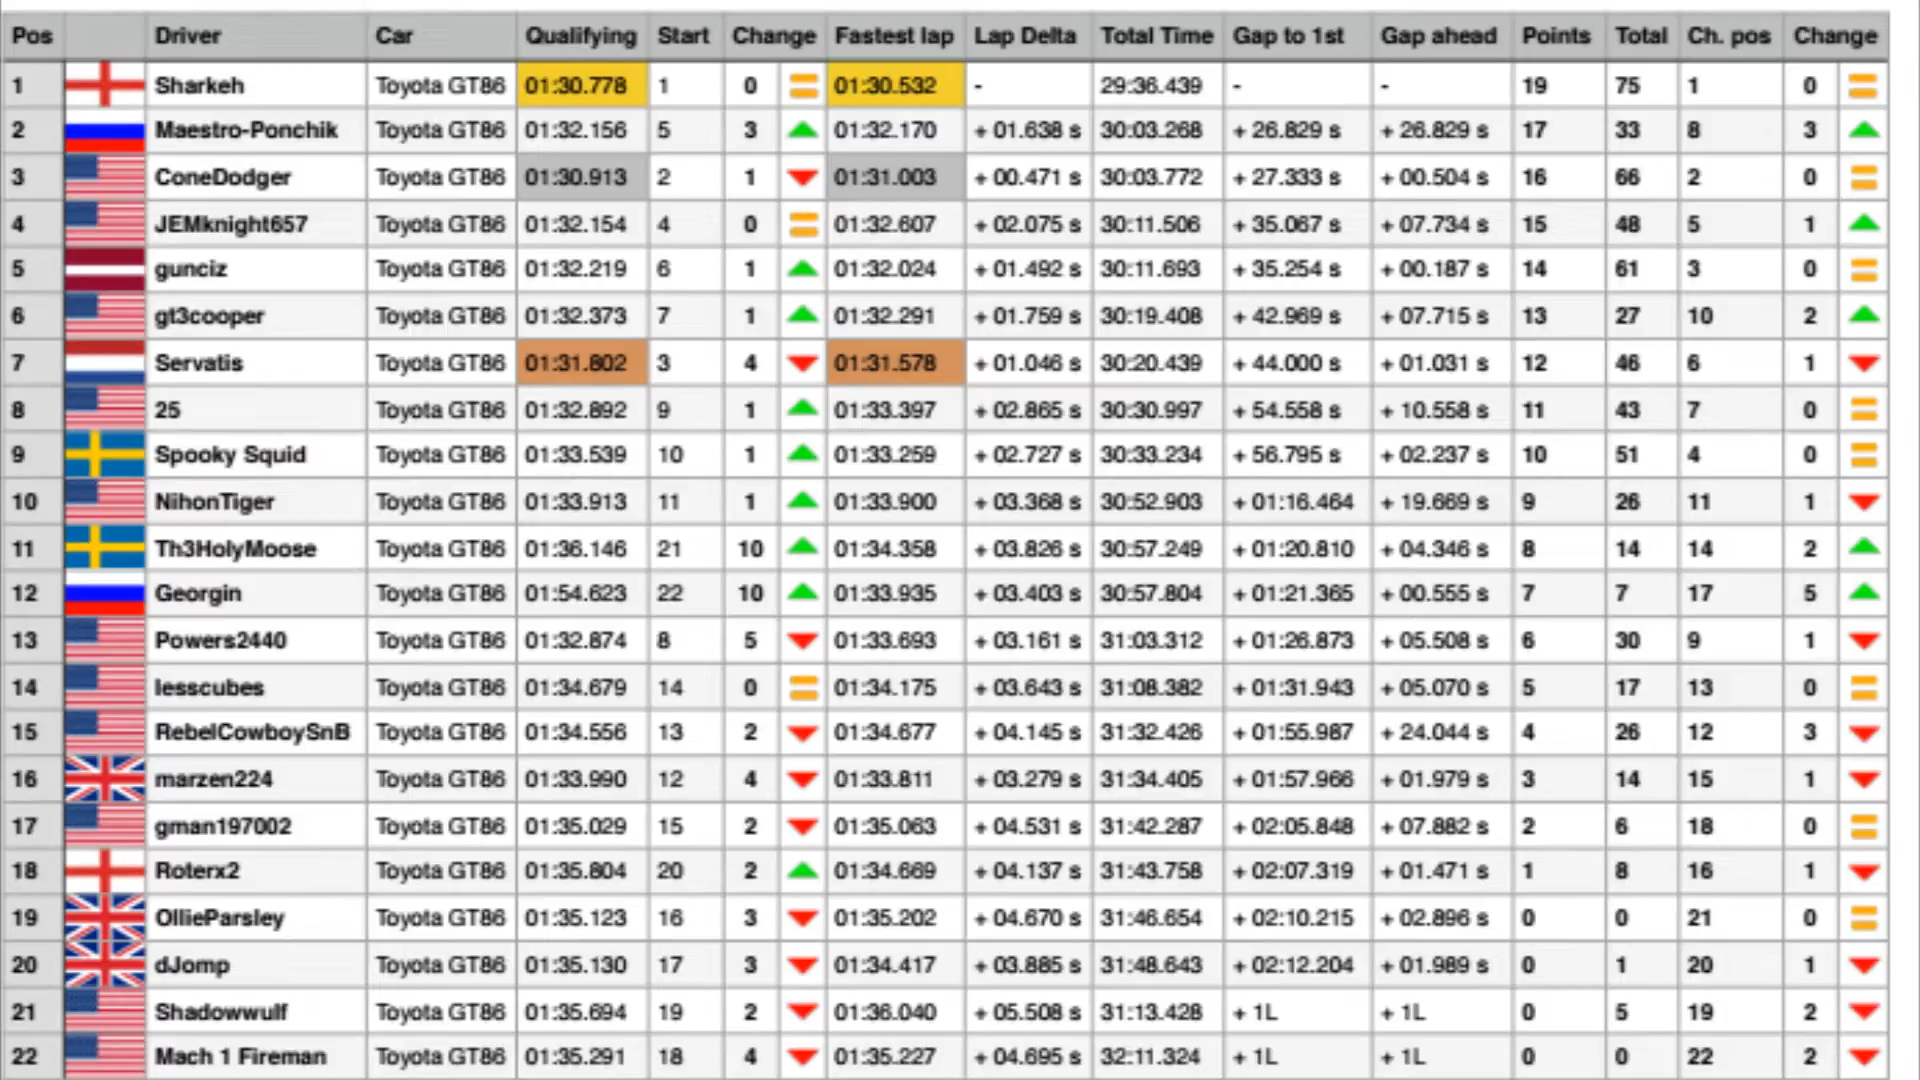 Pos Driver Car Qualifying Start Change Fastest lap Lap Delta Total Time Gap to 1st Gap ahead Points Total Ch. pos Change
1 Sharkeh Toyota GT86 01:30.778 1 0 01:30.532 - 29:36.439 - - 19 75 1 0
2 Maestro-Ponchik Toyota GT86 01:32.156 5 3 01:32.170 + 01.638 s 30:03.268 + 26.829 s + 26.829 s 17 33 8 3
3 ConeDodger Toyota GT86 01:30.913 2 1 01:31.003 + 00.471 s 30:03.772 + 27.333 s + 00.504 s 16 66 2 0
4 JEMknight657 Toyota GT86 01:32.154 4 0 01:32.607 + 02.075 s 30:11.506 + 35.067 s + 07.734 s 15 48 5 1
5 gunciz Toyota GT86 01:32.219 6 1 01:32.024 + 01.492 s 30:11.693 + 35.254 s + 00.187 s 14 61 3 0
6 gt3cooper Toyota GT86 01:32.373 7 1 01:32.291 + 01.759 s 30:19.408 + 42.969 s + 07.715 s 13 27 10 2
7 Servatis Toyota GT86 01:31.802 3 4 01:31.578 + 01.046 s 30:20.439 + 44.000 s + 01.031 s 12 46 6 1
8 25 Toyota GT86 01:32.892 9 1 01:33.397 + 02.865 s 30:30.997 + 54.558 s + 10.558 s 11 43 7 0
9 Spooky Squid Toyota GT86 01:33.539 10 1 01:33.259 + 02.727 s 30:33.234 + 56.795 s + 02.237 s 10 51 4 0
10 NihonTiger Toyota GT86 01:33.913 11 1 01:33.900 + 03.368 s 30:52.903 + 01:16.464 + 19.669 s 9 26 11 1
11 Th3HolyMoose Toyota GT86 01:36.146 21 10 01:34.358 + 03.826 s 30:57.249 + 01:20.810 + 04.346 s 8 14 14 2
12 Georgin Toyota GT86 01:54.623 22 10 01:33.935 + 03.403 s 30:57.804 + 01:21.365 + 00.555 s 7 7 17 5
13 Powers2440 Toyota GT86 01:32.874 8 5 01:33.693 + 03.161 s 31:03.312 + 01:26.873 + 05.508 s 6 30 9 1
14 lesscubes Toyota GT86 01:34.679 14 0 01:34.175 + 03.643 s 31:08.382 + 01:31.943 + 05.070 s 5 17 13 0
15 RebelCowboySnB Toyota GT86 01:34.556 13 2 01:34.677 + 04.145 s 31:32.426 + 01:55.987 + 24.044 s 4 26 12 3
16 marzen224 Toyota GT86 01:33.990 12 4 01:33.811 + 03.279 s 31:34.405 + 01:57.966 + 01.979 s 3 14 15 1
17 gman197002 Toyota GT86 01:35.029 15 2 01:35.063 + 04.531 s 31:42.287 + 02:05.848 + 07.882 s 2 6 18 0
18 Roterx2 Toyota GT86 01:35.804 20 2 01:34.669 + 04.137 s 31:43.758 + 02:07.319 + 01.471 s 1 8 16 1
19 OllieParsley Toyota GT86 01:35.123 16 3 01:35.202 + 04.670 s 31:46.654 + 02:10.215 + 02.896 s 0 0 21 0
20 dJomp Toyota GT86 01:35.130 17 3 01:34.417 + 03.885 s 31:48.643 + 02:12.204 + 01.989 s 0 1 20 1
21 Shadowwulf Toyota GT86 01:35.694 19 2 01:36.040 + 05.508 s 31:13.428 + 1L + 1L 0 5 19 2
22 Mach 1 Fireman Toyota GT86 01:35.291 18 4 01:35.227 + 04.695 s 32:11.324 + 1L + 1L 0 0 22 2